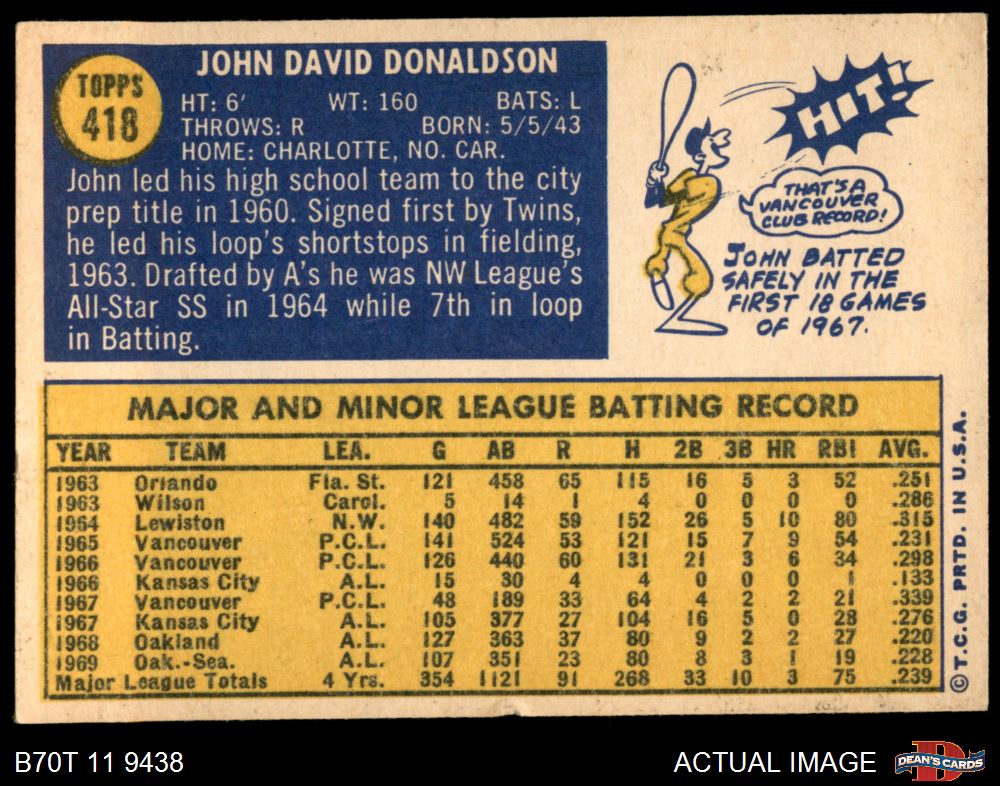 TOPPS
418
JOHN DAVID DONALDSON
HT: 6' WT: 160 BATS: L
THROWS: R BORN: 5/5/43
HOME: CHARLOTTE, NO. CAR.
John led his high school team to the city
prep title in 1960. Signed first by Twins,
he led his loop's shortstops in fielding,
1963. Drafted by A's he was NW League's
All-Star SS in 1964 while 7th in loop
in Batting.
HIT!
THAT'S A
VANCOUVER
CLUB RECORD!
JOHN BATTED
SAFELY IN THE
FIRST 18 GAMES
OF 1967.
MAJOR AND MINOR LEAGUE BATTING RECORD
YEAR TEAM LEA. G AB R H 2B 3B HR RBI AVG.
1963 Orlando Fla. St. 121 458 65 115 16 5 3 52 .251
1963 Wilson Carol. 5 14 1 4 0 0 0 0 .286
1964 Lewiston N.W. 140 482 59 152 26 5 10 80 .315
1965 Vancouver P.C.L. 141 524 53 121 15 7 9 54 .231
1966 Vancouver P.C.L. 126 440 60 131 21 3 6 34 .298
1966 Kansas City A.L. 15 30 4 4 0 0 0 1 .133
1967 Vancouver P.C.L. 48 189 33 64 4 2 2 21 .339
1967 Kansas City A.L. 105 377 27 104 16 5 0 28 .276
1968 Oakland A.L. 127 363 37 80 9 2 2 27 .220
1969 Oak.-Sea. A.L. 107 351 23 80 8 3 1 19 .228
Major League Totals 4 Yrs. 354 1121 91 268 33 10 3 75 .239
© T.C.G. PRTD. IN U.S.A.
B70T 11 9438
ACTUAL IMAGE
D
DEAN'S CARDS